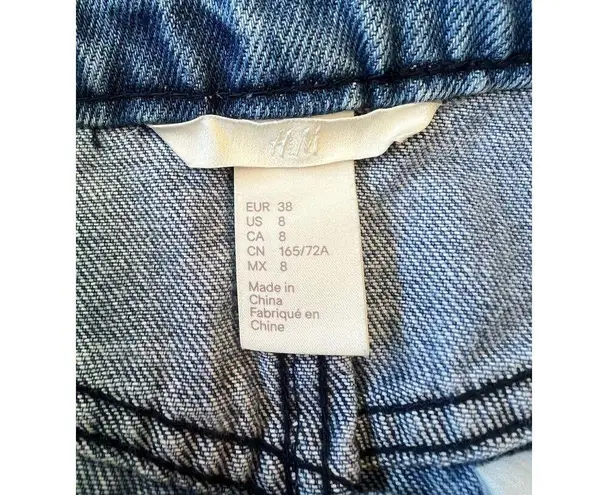 H&M
EUR 38
US 8
CA 8
CN 165/72A
MX 8
Made in
China
Fabriqué en
Chine